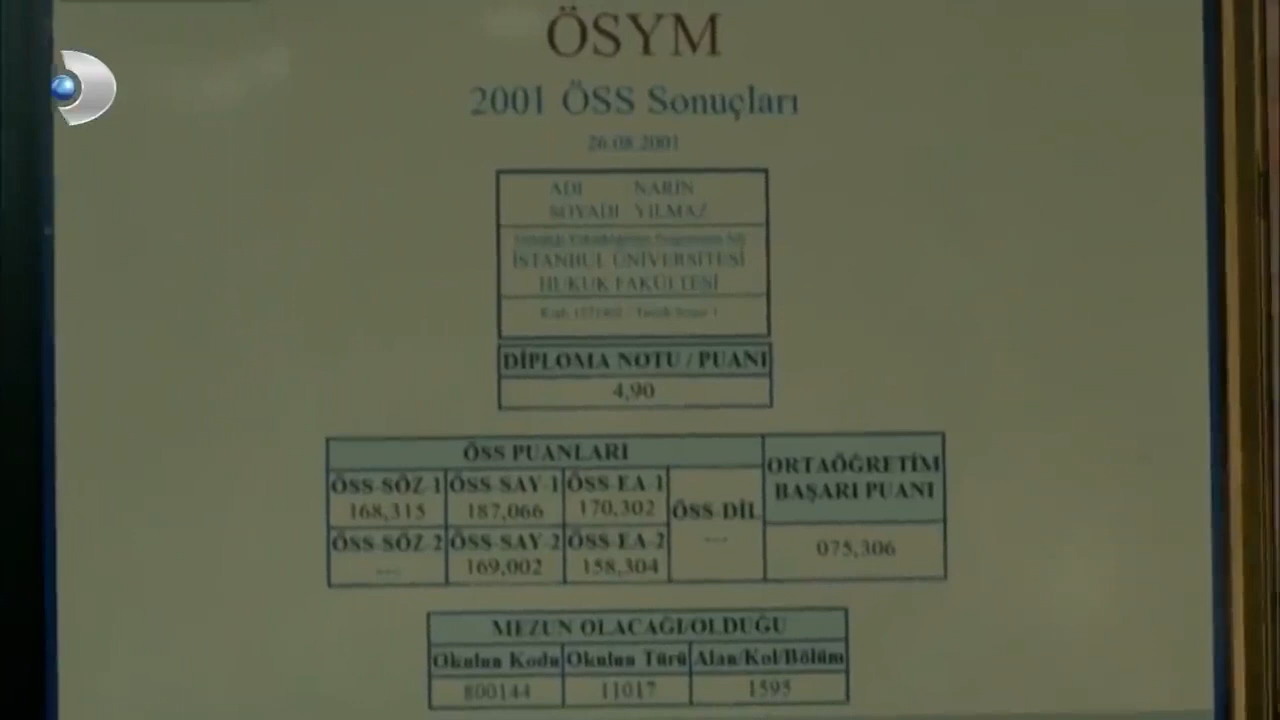 ÖSYM
2001 ÖSS Sonuçları
26.08.2001
ADI NARIN
SOYADI YILMAZ
İSTANBUL ÜNİVERSİTESİ
HUKUK FAKÜLTESİ
DİPLOMA NOTU / PUANI
4,90
ÖSS PUANLARI
ORTAÖĞRETİM
BAŞARI PUANI
ÖSS-SÖZ-1 ÖSS-SAY-1 ÖSS-EA-1
168,315 187,066 170,302
ÖSS-DİL
---
ÖSS-SÖZ-2 ÖSS-SAY-2 ÖSS-EA-2
--- 169,002 158,304
075,306
MEZUN OLACAĞI/OLDUĞU
Okulun Kodu Okulun Türü Alan/Kol/Bölüm
800144 11017 1595